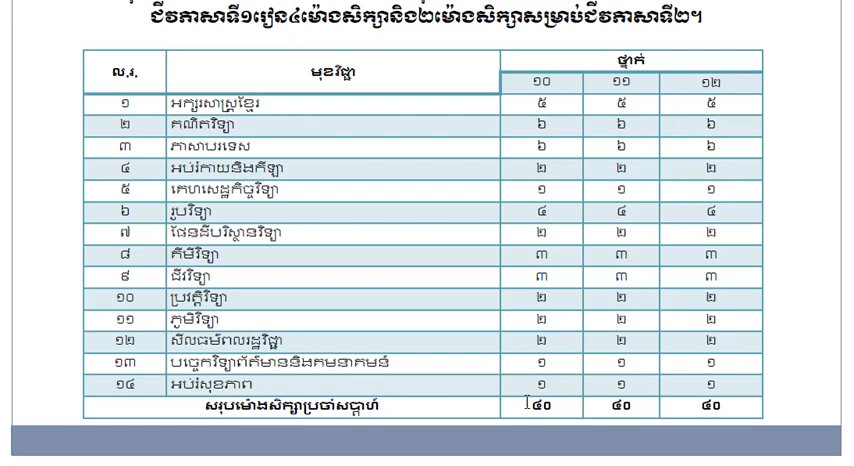 ជីវភាសាទី១រៀន៤ម៉ោងសិក្សានិង២ម៉ោងសិក្សាសម្រាប់ជីវភាសាទី២។
ល.រ. មុខវិជ្ជា ថ្នាក់
១០ ១១ ១២
១ អក្សរសាស្ត្រខ្មែរ ៥ ៥ ៥
២ គណិតវិទ្យា ៦ ៦ ៦
៣ ភាសាបរទេស ៦ ៦ ៦
៤ អប់រំកាយនិងកីឡា ២ ២ ២
៥ គេហសេដ្ឋកិច្ចវិទ្យា ១ ១ ១
៦ រូបវិទ្យា ៤ ៤ ៤
៧ ផែនដីបរិស្ថានវិទ្យា ២ ២ ២
៨ គីមីវិទ្យា ៣ ៣ ៣
៩ ជីវវិទ្យា ៣ ៣ ៣
១០ ប្រវត្តិវិទ្យា ២ ២ ២
១១ ភូមិវិទ្យា ២ ២ ២
១២ សីលធម៌ពលរដ្ឋវិជ្ជា ២ ២ ២
១៣ បច្ចេកវិទ្យាព័ត៌មាននិងគមនាគមន៍ ១ ១ ១
១៤ អប់រំសុខភាព ១ ១ ១
សរុបម៉ោងសិក្សាប្រចាំសប្តាហ៍ ៤០ ៤០ ៤០